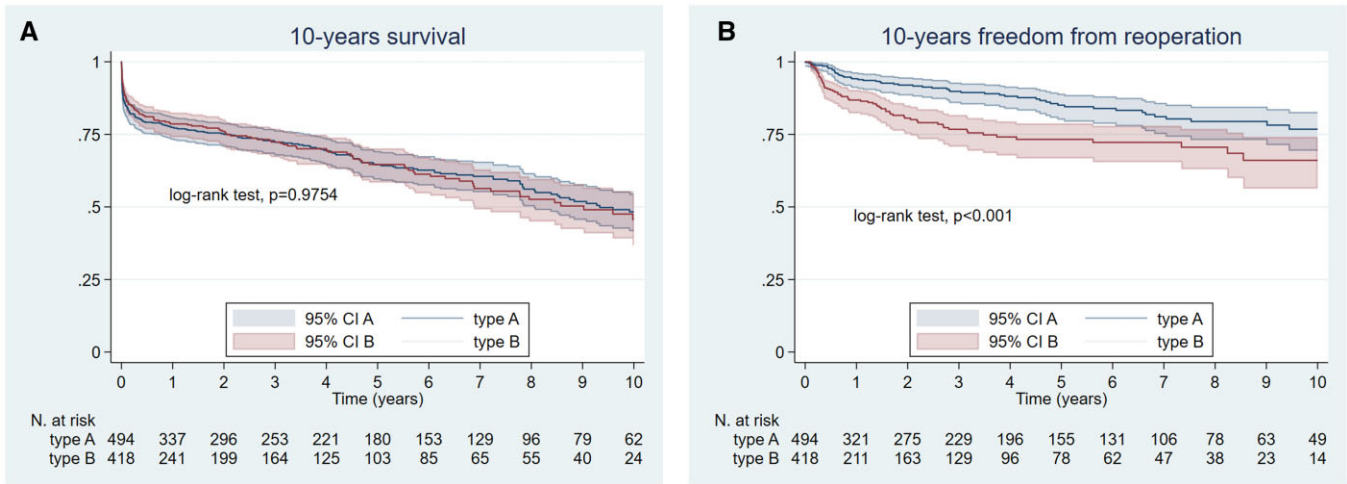 A
10-years survival
1
.75
.5
.25
0
log-rank test, p=0.9754
95% CI A type A
95% CI B type B
0 1 2 3 4 5 6 7 8 9 10
Time (years)
N. at risk
type A 494 337 296 253 221 180 153 129 96 79 62
type B 418 241 199 164 125 103 85 65 55 40 24
B
10-years freedom from reoperation
1
.75
.5
.25
0
log-rank test, p<0.001
95% CI A type A
95% CI B type B
0 1 2 3 4 5 6 7 8 9 10
Time (years)
N. at risk
type A 494 321 275 229 196 155 131 106 78 63 49
type B 418 211 163 129 96 78 62 47 38 23 14